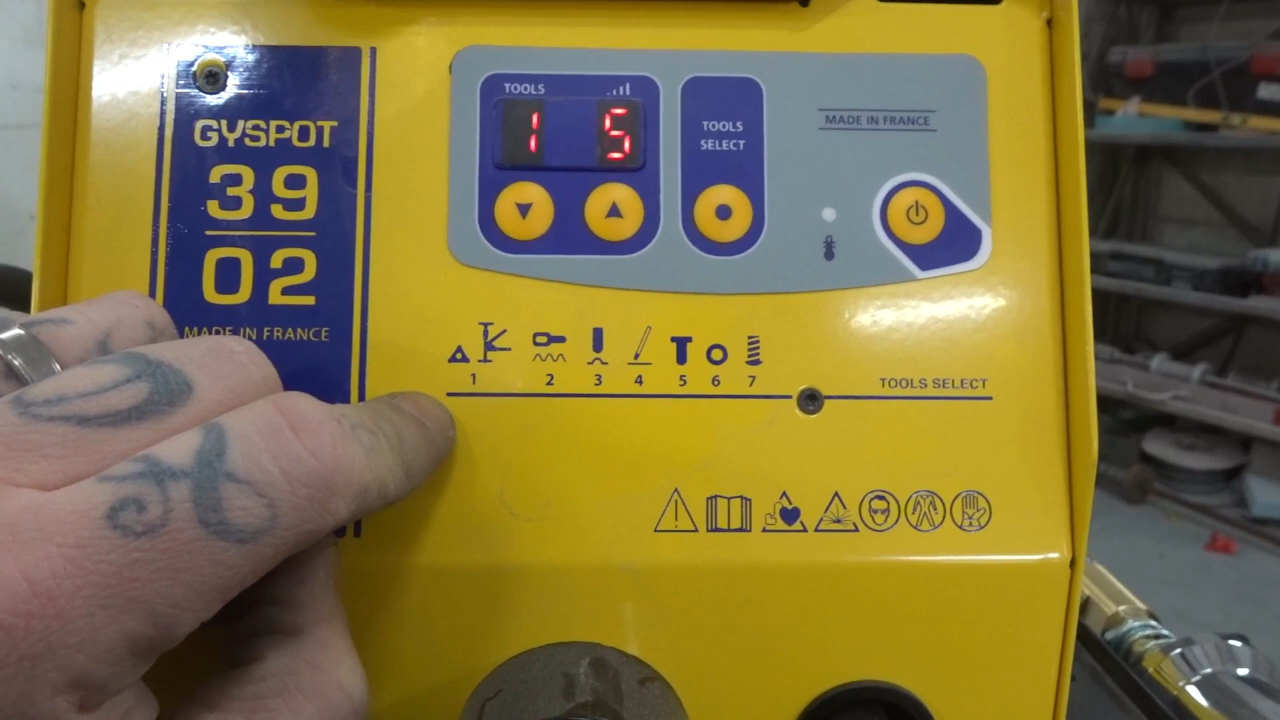 GYSPOT
39
02
MADE IN FRANCE
TOOLS
1 5
TOOLS
SELECT
MADE IN FRANCE
1 2 3 4 5 6 7
TOOLS SELECT